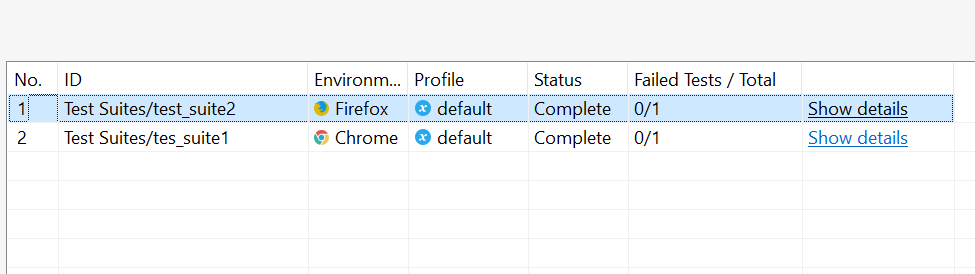 No. ID Environm... Profile Status Failed Tests / Total
1 Test Suites/test_suite2 Firefox default Complete 0/1 Show details
2 Test Suites/tes_suite1 Chrome default Complete 0/1 Show details